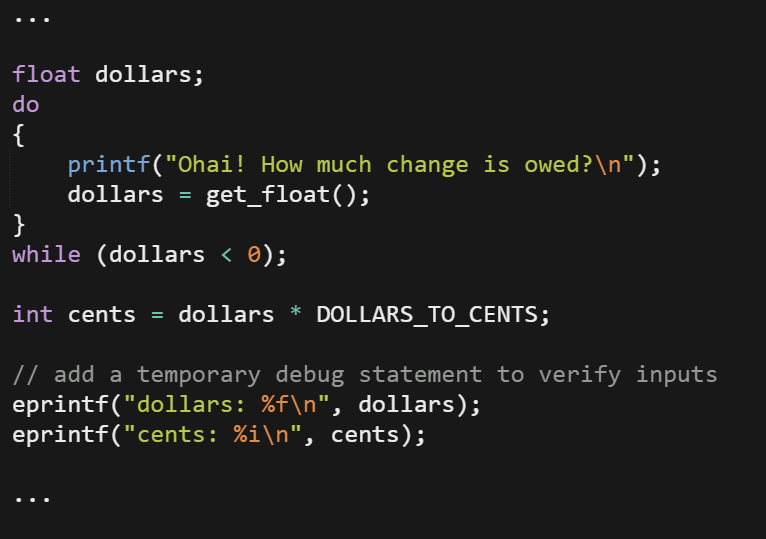 ...
float dollars;
do
{
    printf("Ohai! How much change is owed?\n");
    dollars = get_float();
}
while (dollars < 0);
int cents = dollars * DOLLARS_TO_CENTS;
// add a temporary debug statement to verify inputs
eprintf("dollars: %f\n", dollars);
eprintf("cents: %i\n", cents);
...